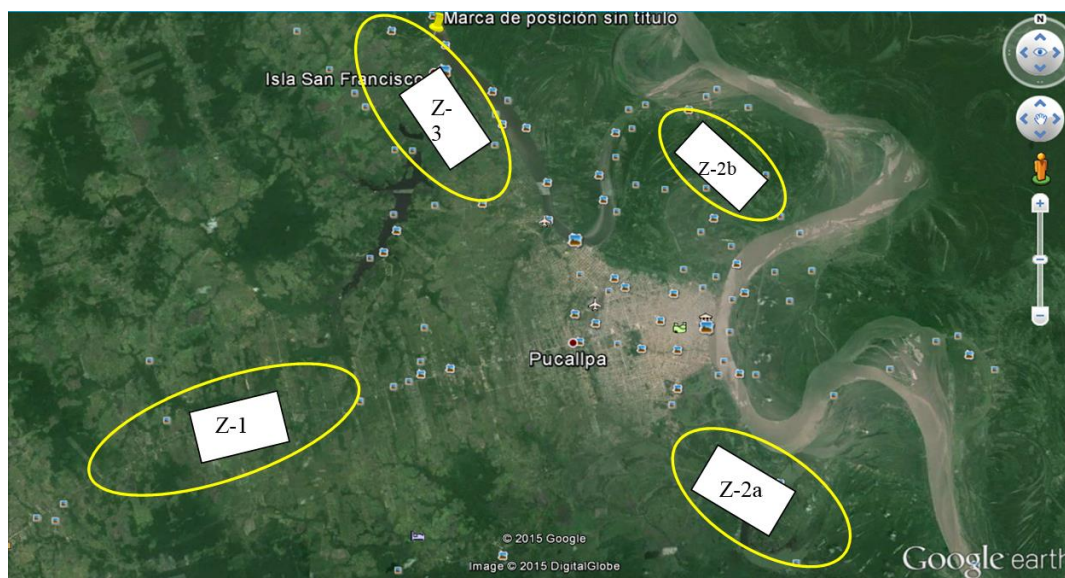 Marca de posición sin título
N
Isla San Francisco
Z-
3
Z-2b
Pucallpa
Z-1
Z-2a
© 2015 Google
Image © 2015 DigitalGlobe
Google earth